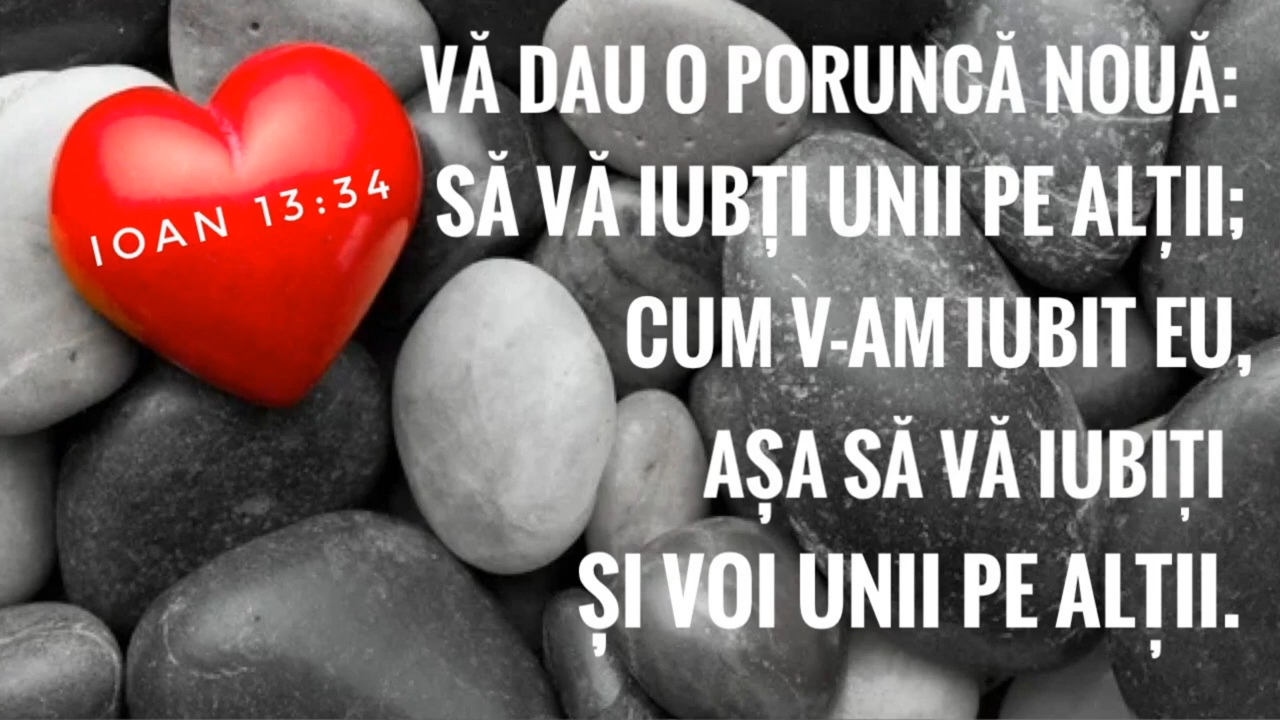 IOAN 13:34
VĂ DAU O PORUNCĂ NOUĂ:
SĂ VĂ IUBȚI UNII PE ALȚII;
CUM V-AM IUBIT EU,
AȘA SĂ VĂ IUBIȚI
ȘI VOI UNII PE ALȚII.